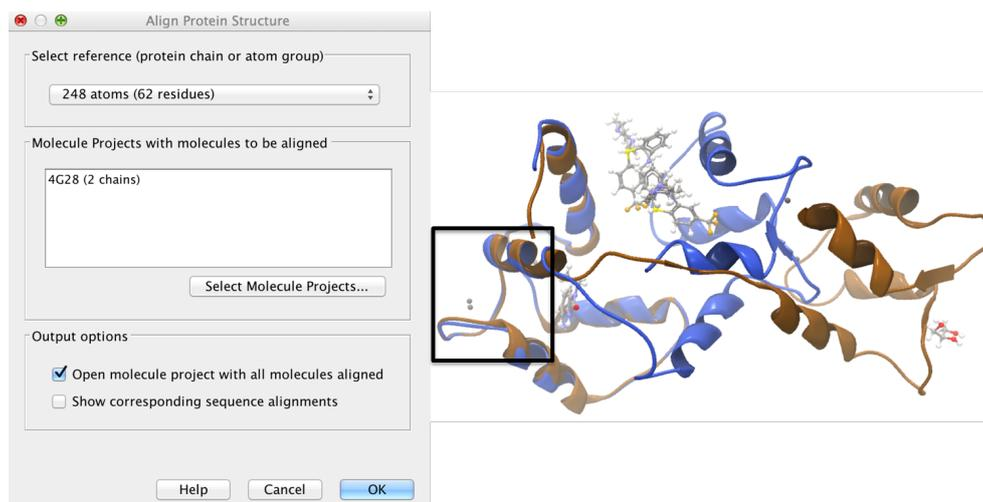 Align Protein Structure
Select reference (protein chain or atom group)
248 atoms (62 residues)
Molecule Projects with molecules to be aligned
4G28 (2 chains)
Select Molecule Projects...
Output options
Open molecule project with all molecules aligned
Show corresponding sequence alignments
Help Cancel OK